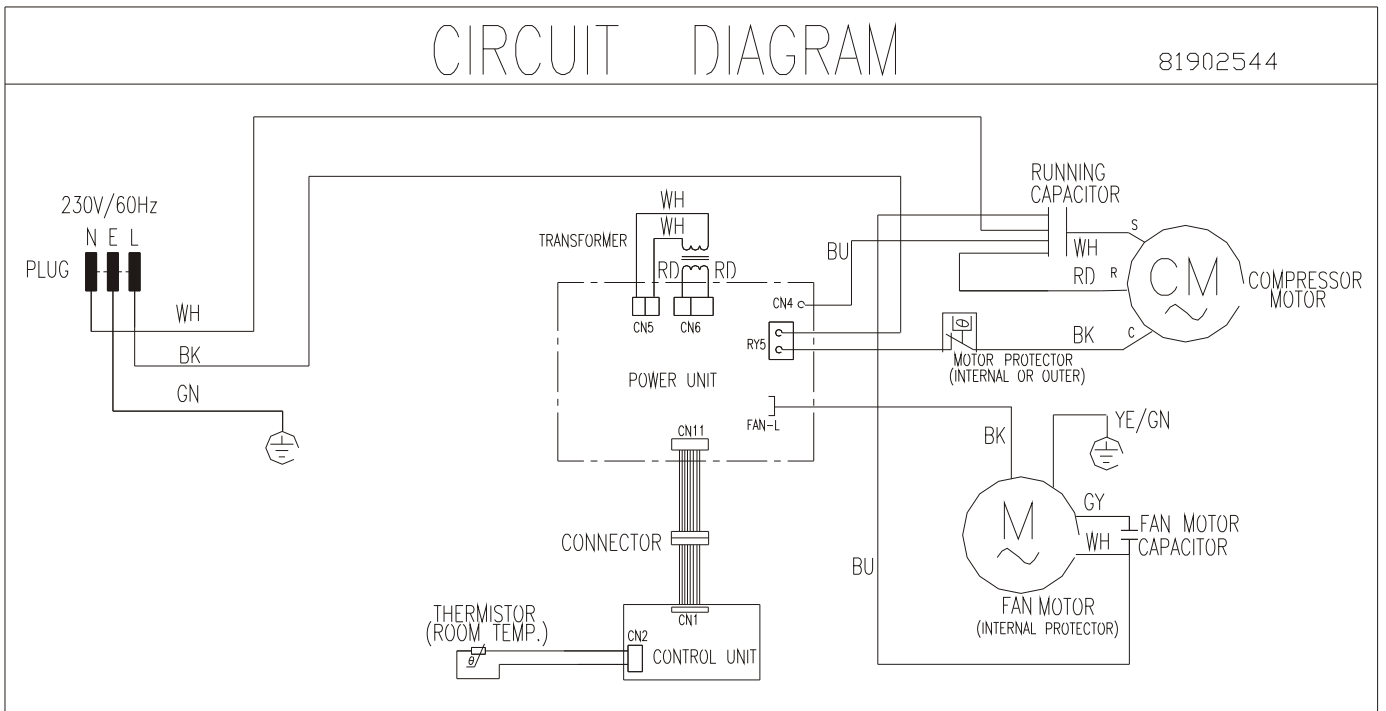 CIRCUIT DIAGRAM
81902544
230V/60Hz
N E L
PLUG
WH
BK
GN
TRANSFORMER
WH
WH
RD
RD
CN5
CN6
CN4
RY5
POWER UNIT
FAN-L
CN11
CONNECTOR
CN1
CN2
CONTROL UNIT
THERMISTOR
(ROOM TEMP.)
θ
RUNNING
CAPACITOR
BU
S
WH
RD
R
CM
COMPRESSOR
MOTOR
θ
BK
C
MOTOR PROTECTOR
(INTERNAL OR OUTER)
BK
YE/GN
M
GY
WH
FAN MOTOR
CAPACITOR
BU
FAN MOTOR
(INTERNAL PROTECTOR)